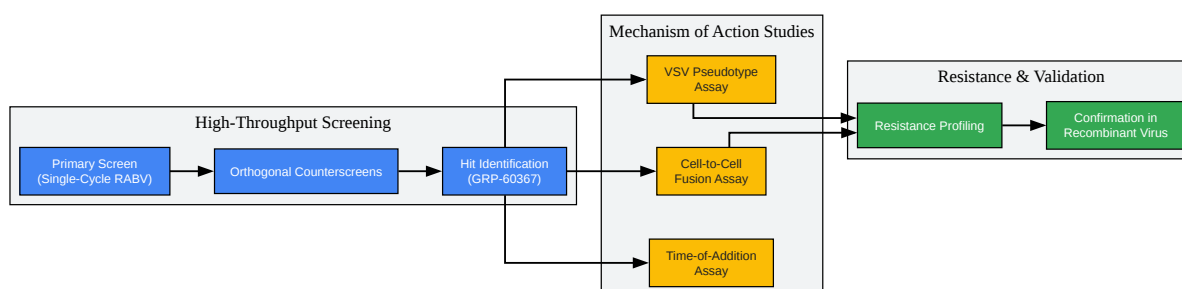 High-Throughput Screening
Primary Screen
(Single-Cycle RABV)
Orthogonal Counterscreens
Hit Identification
(GRP-60367)
Mechanism of Action Studies
VSV Pseudotype
Assay
Cell-to-Cell
Fusion Assay
Time-of-Addition
Assay
Resistance & Validation
Resistance Profiling
Confirmation in
Recombinant Virus